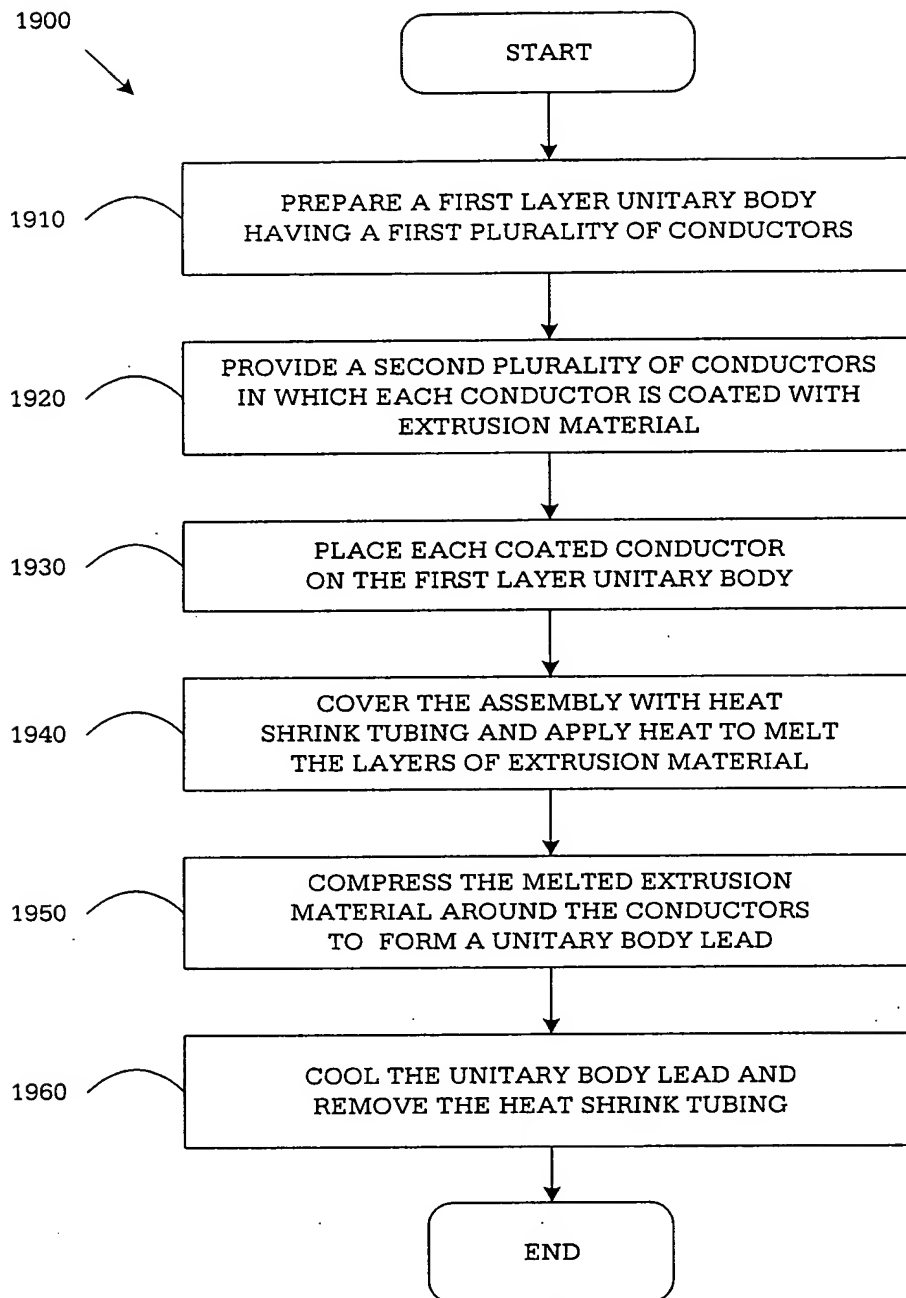 1900
START
1910
PREPARE A FIRST LAYER UNITARY BODY
HAVING A FIRST PLURALITY OF CONDUCTORS
1920
PROVIDE A SECOND PLURALITY OF CONDUCTORS
IN WHICH EACH CONDUCTOR IS COATED WITH
EXTRUSION MATERIAL
1930
PLACE EACH COATED CONDUCTOR
ON THE FIRST LAYER UNITARY BODY
1940
COVER THE ASSEMBLY WITH HEAT
SHRINK TUBING AND APPLY HEAT TO MELT
THE LAYERS OF EXTRUSION MATERIAL
1950
COMPRESS THE MELTED EXTRUSION
MATERIAL AROUND THE CONDUCTORS
TO FORM A UNITARY BODY LEAD
1960
COOL THE UNITARY BODY LEAD AND
REMOVE THE HEAT SHRINK TUBING
END